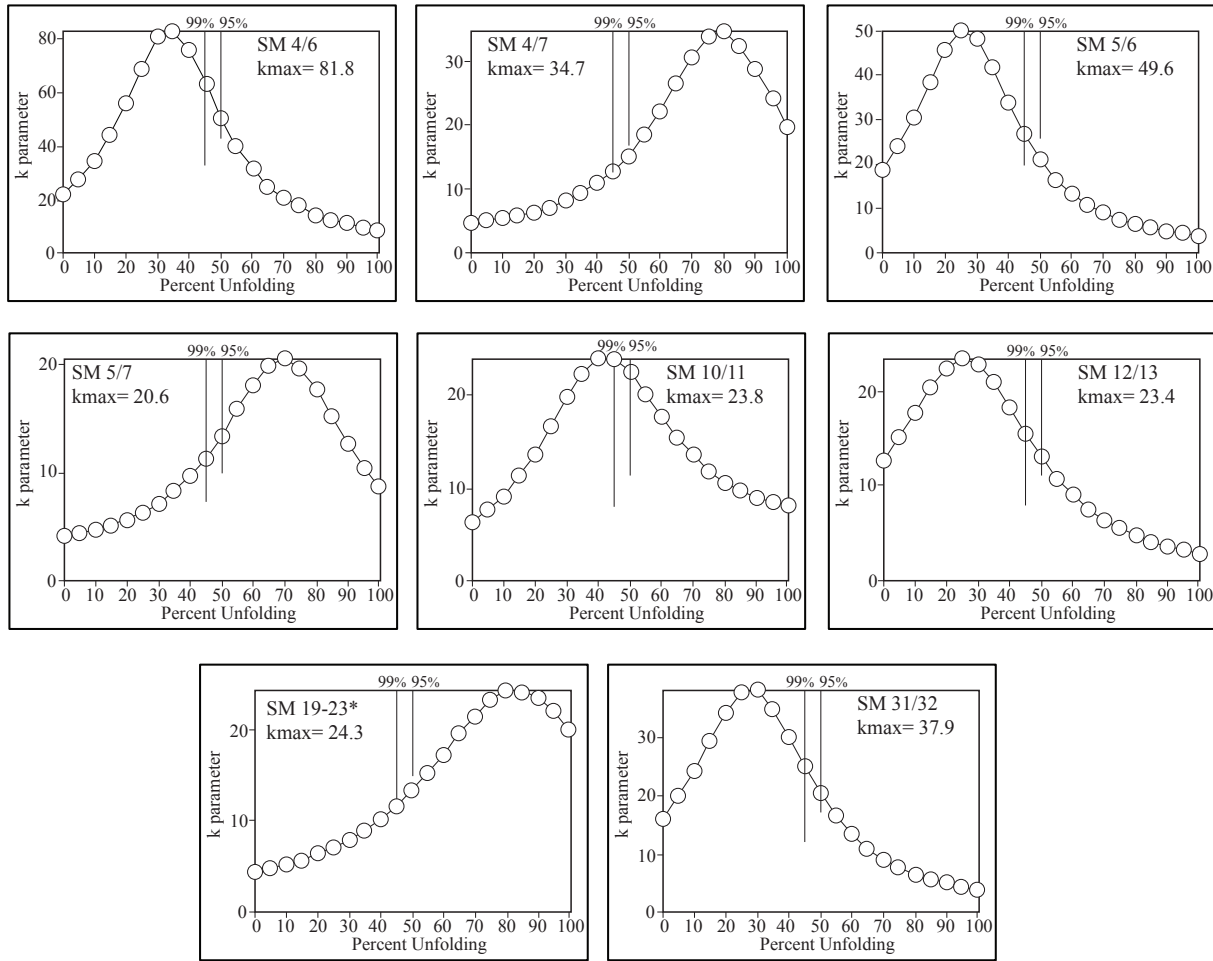 99% 95%
SM 4/6
kmax= 81.8
k parameter
80
60
40
20
0
0 10 20 30 40 50 60 70 80 90 100
Percent Unfolding
99% 95%
SM 4/7
kmax= 34.7
k parameter
30
20
10
0
0 10 20 30 40 50 60 70 80 90 100
Percent Unfolding
99% 95%
SM 5/6
kmax= 49.6
k parameter
50
40
30
20
10
0
0 10 20 30 40 50 60 70 80 90 100
Percent Unfolding
99% 95%
SM 5/7
kmax= 20.6
k parameter
20
10
0
0 10 20 30 40 50 60 70 80 90 100
Percent Unfolding
99% 95%
SM 10/11
kmax= 23.8
k parameter
20
10
0
0 10 20 30 40 50 60 70 80 90 100
Percent Unfolding
99% 95%
SM 12/13
kmax= 23.4
k parameter
20
10
0
0 10 20 30 40 50 60 70 80 90 100
Percent Unfolding
99% 95%
SM 19-23*
kmax= 24.3
k parameter
20
10
0
0 10 20 30 40 50 60 70 80 90 100
Percent Unfolding
99% 95%
SM 31/32
kmax= 37.9
k parameter
30
20
10
0
0 10 20 30 40 50 60 70 80 90 100
Percent Unfolding